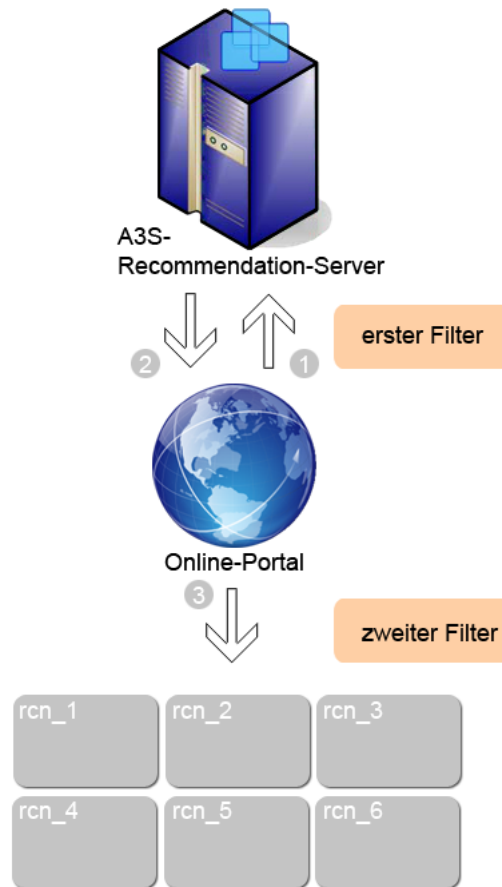 A3S-
Recommendation-Server
erster Filter
2
1
Online-Portal
3
zweiter Filter
rcn_1
rcn_2
rcn_3
rcn_4
rcn_5
rcn_6